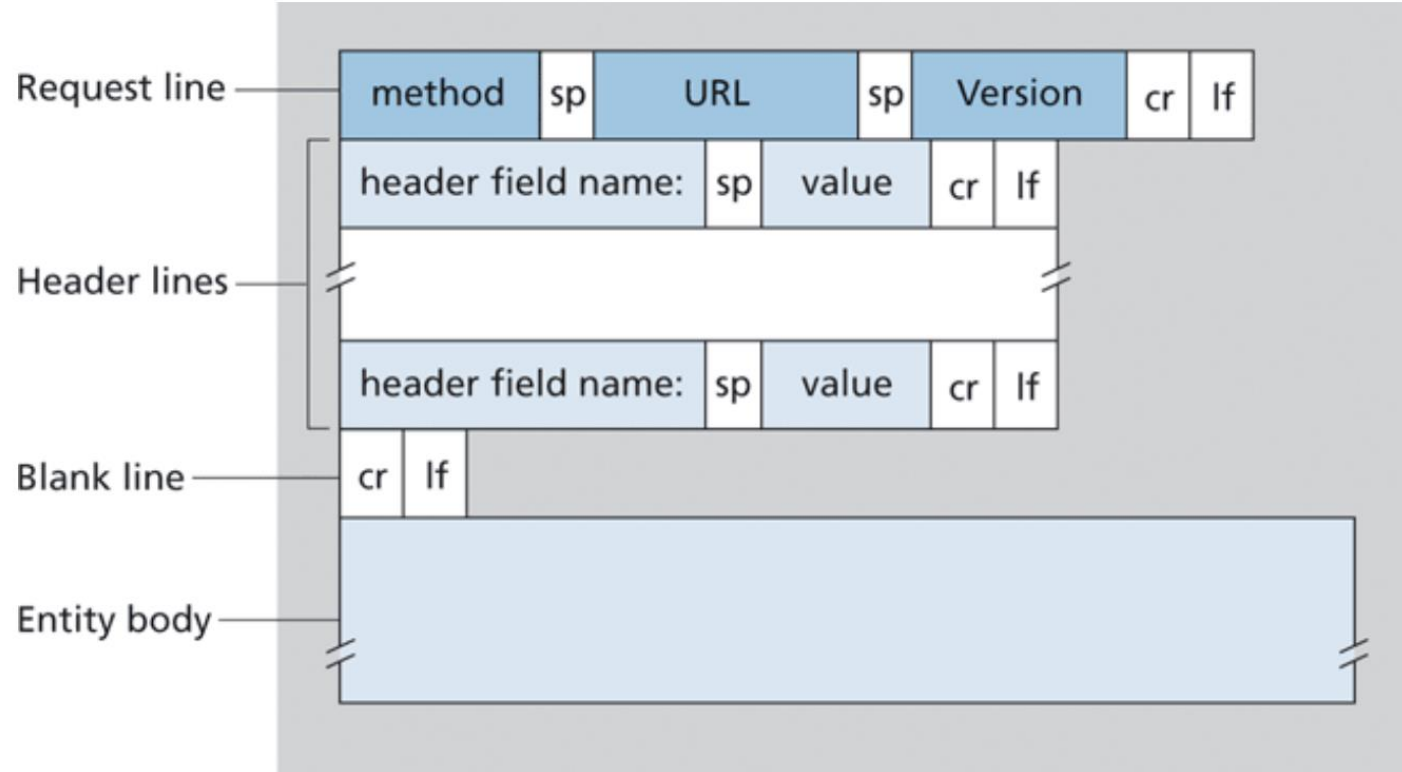 Request line method sp URL sp Version cr lf
header field name: sp value cr lf
Header lines
header field name: sp value cr lf
Blank line cr lf
Entity body